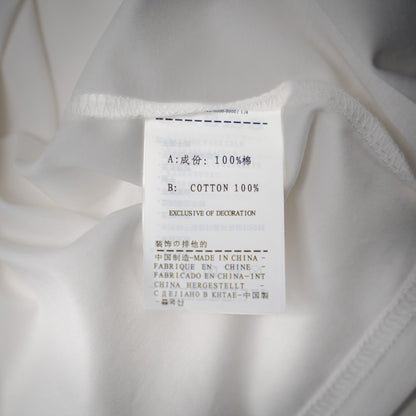 A:成份: 100%棉
B: COTTON 100%
EXCLUSIVE OF DECORATION
装饰の排他的
中国制造-MADE IN CHINA-
FABRIQUE EN CHINE -
FABRICADO EN CHINA-INT
CHINA HERGESTELLT -
СДЕЛАНО В КНТАЕ-中国製